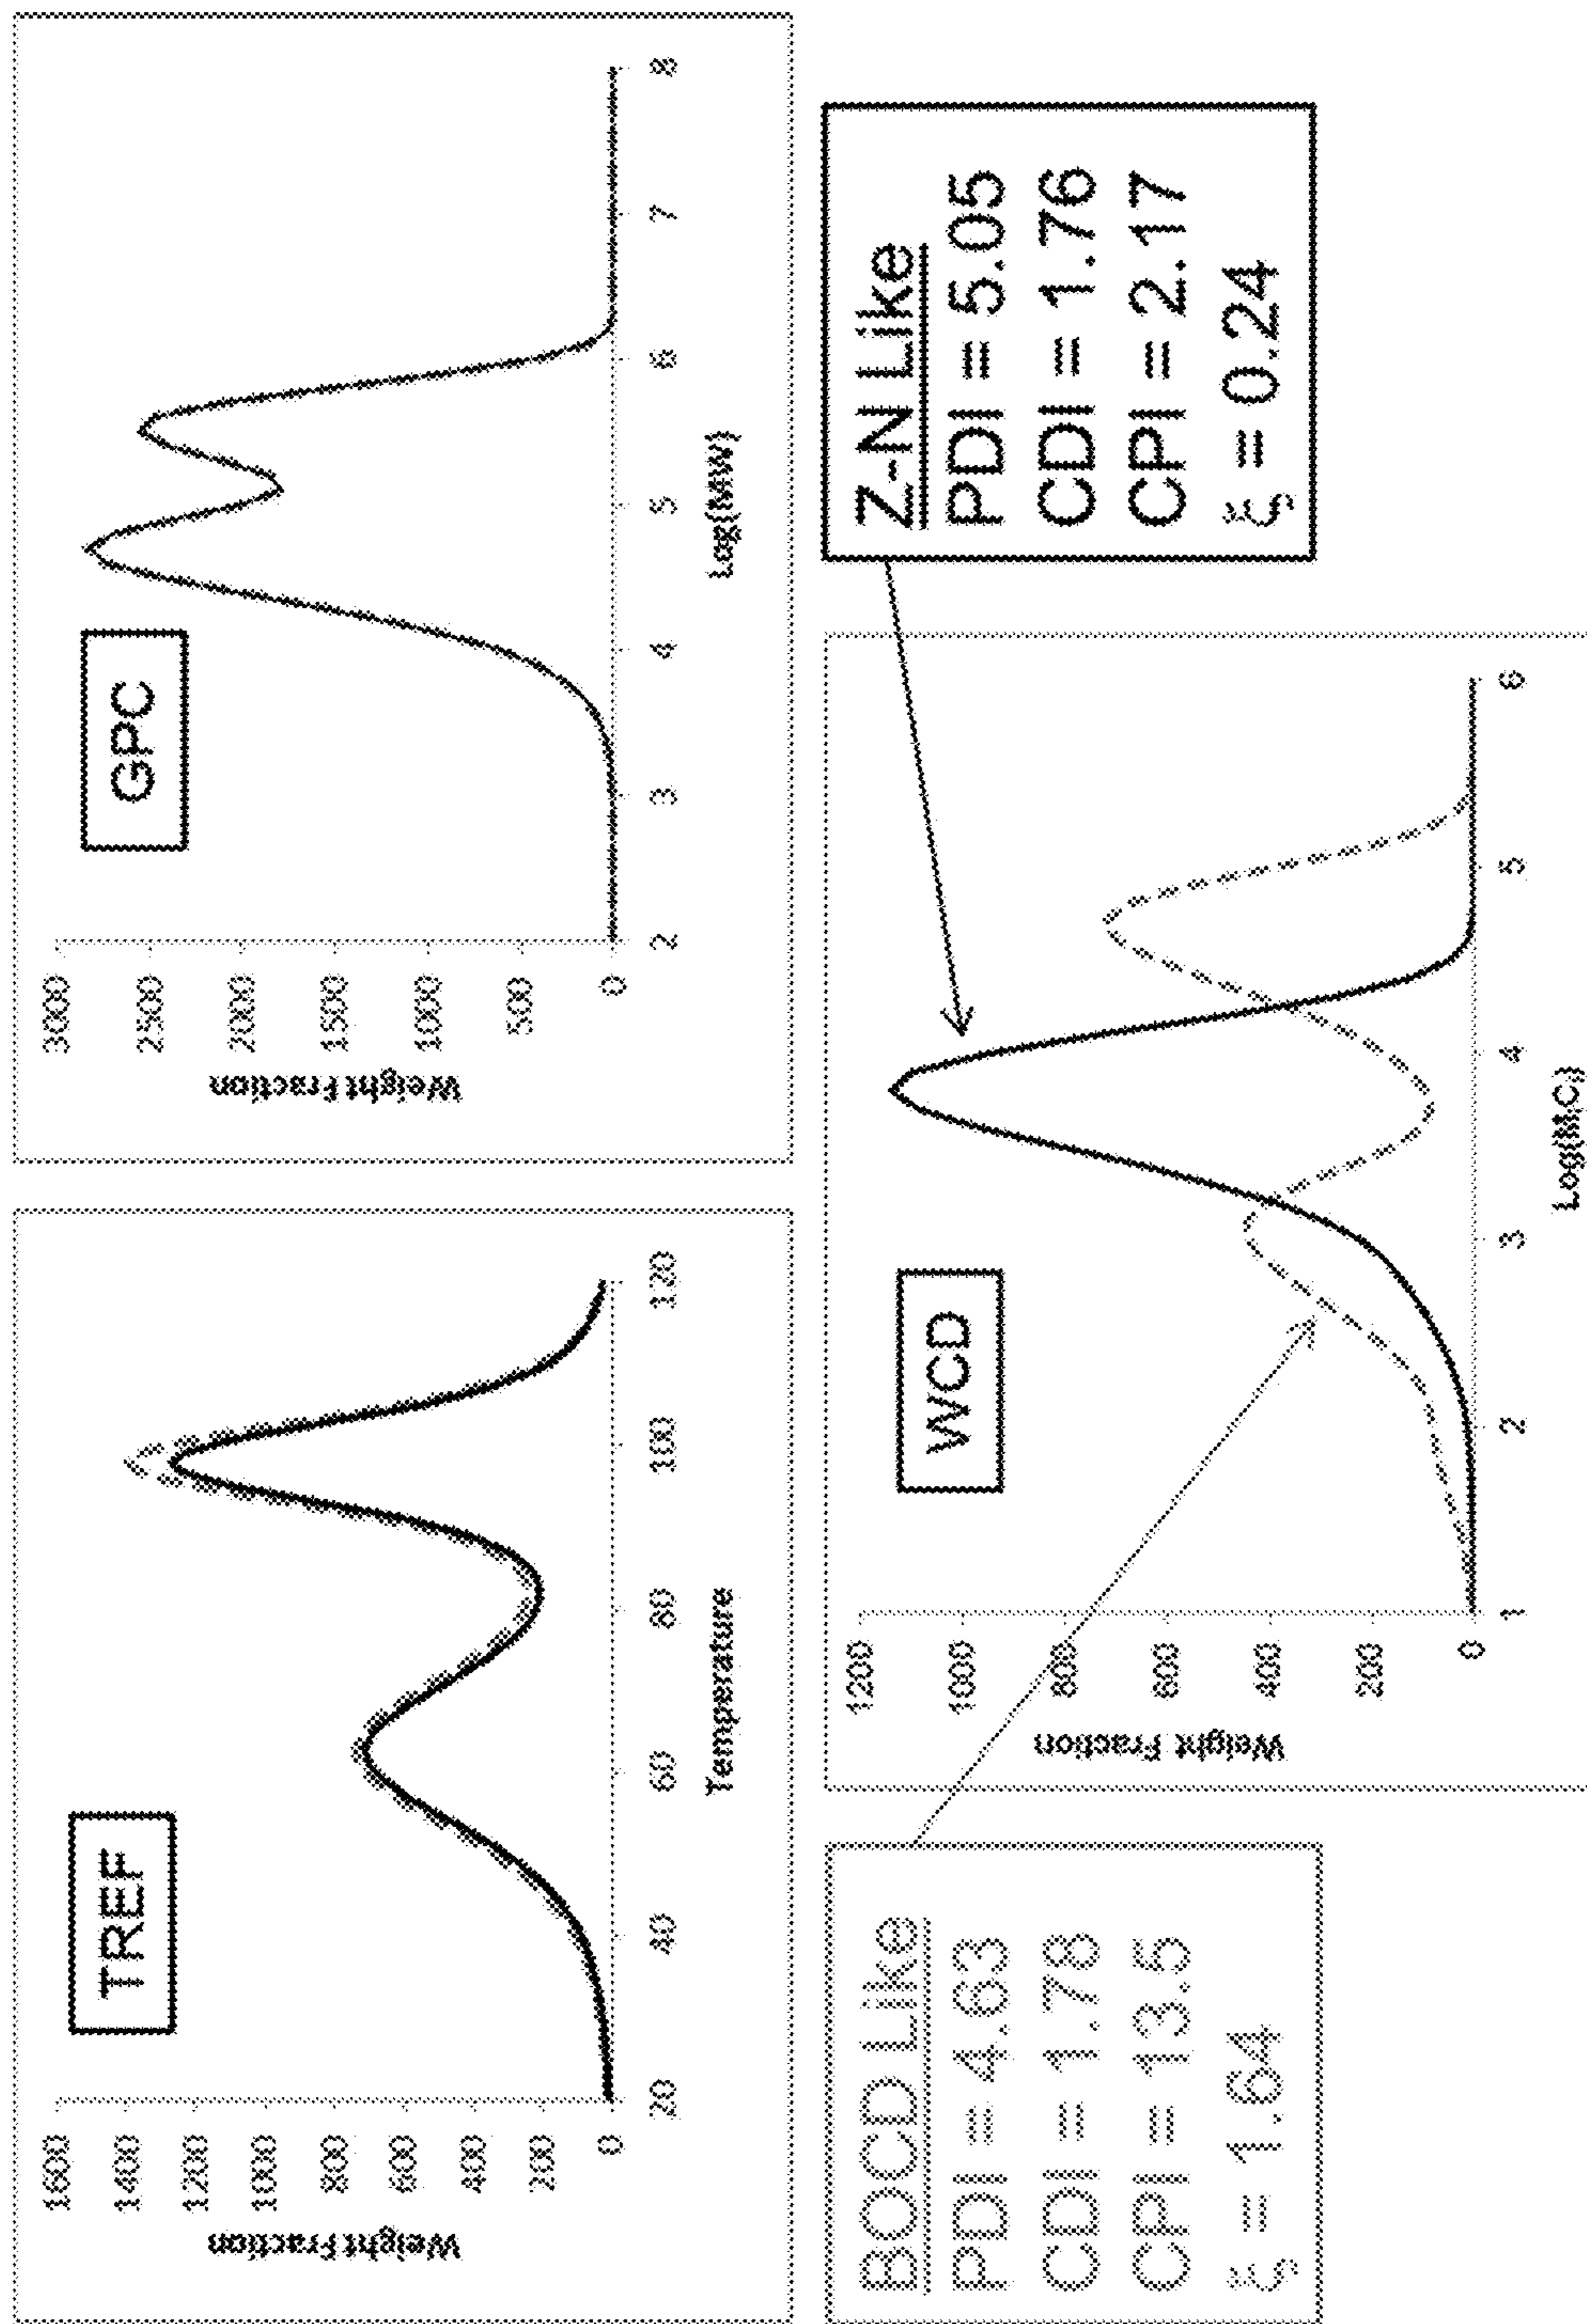 TREF
Weight Fraction
1600
1400
1200
1000
800
600
400
200
0
20
40
60
80
100
120
Temperature
GPC
Weight Fraction
3000
2500
2000
1500
1000
500
0
2
3
4
5
6
7
8
Log(MW)
BOCD Like
PDI = 4.63
CDI = 1.78
CPI = 13.5
ξ = 1.64
WCD
Weight Fraction
1200
1000
800
600
400
200
0
1
2
3
4
5
6
Log(M,C)
Z-N Like
PDI = 5.05
CDI = 1.76
CPI = 2.17
ξ = 0.24